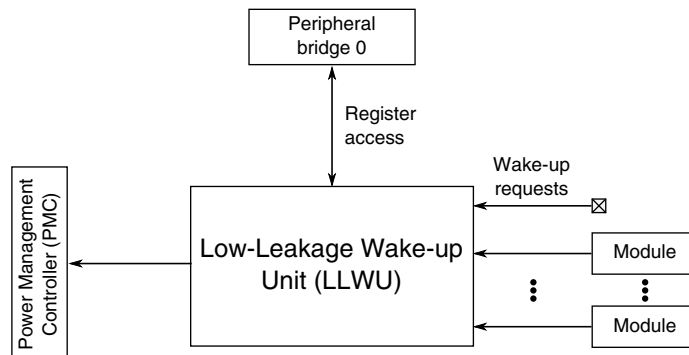 Peripheral
bridge 0
Register
access
Wake-up
requests
Power Management
Controller (PMC)
Low-Leakage Wake-up
Unit (LLWU)
Module
Module